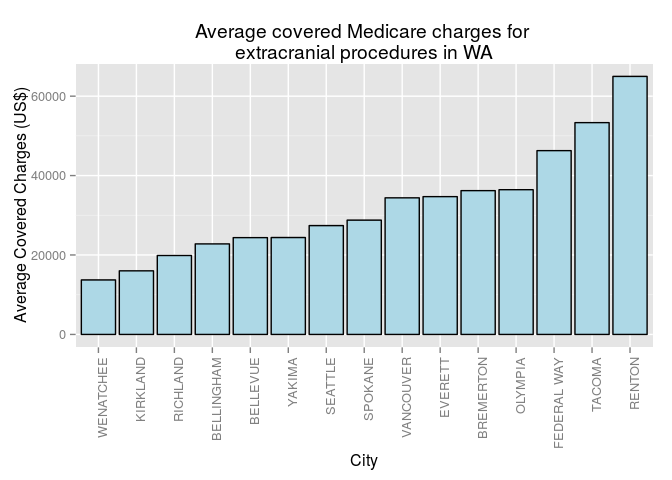 Average covered Medicare charges for
extracranial procedures in WA
Average Covered Charges (US$)
60000
40000
20000
0
WENATCHEE
KIRKLAND
RICHLAND
BELLINGHAM
BELLEVUE
YAKIMA
SEATTLE
SPOKANE
VANCOUVER
EVERETT
BREMERTON
OLYMPIA
FEDERAL WAY
TACOMA
RENTON
City